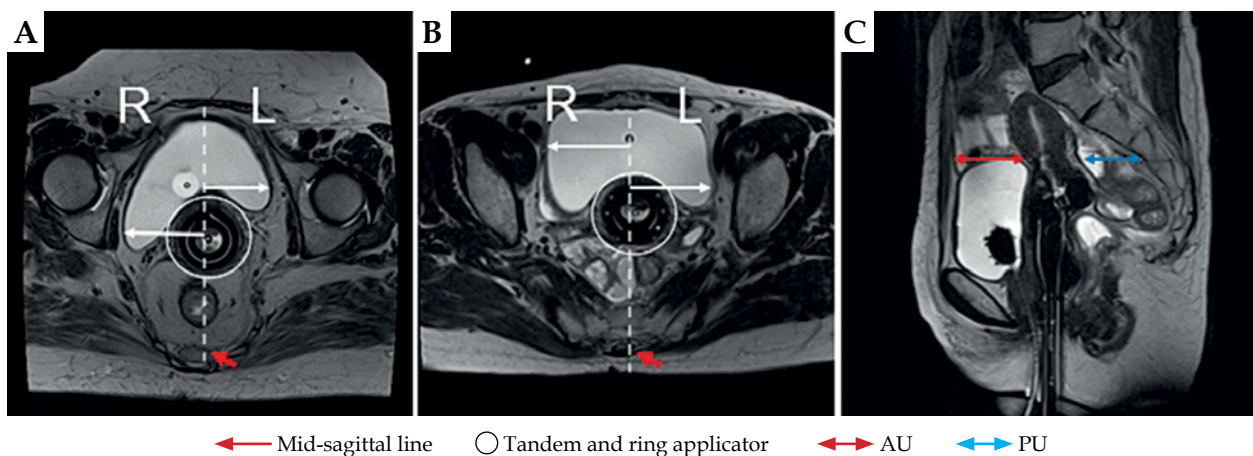 A
B
C
R L
R L
Mid-sagittal line Tandem and ring applicator AU PU